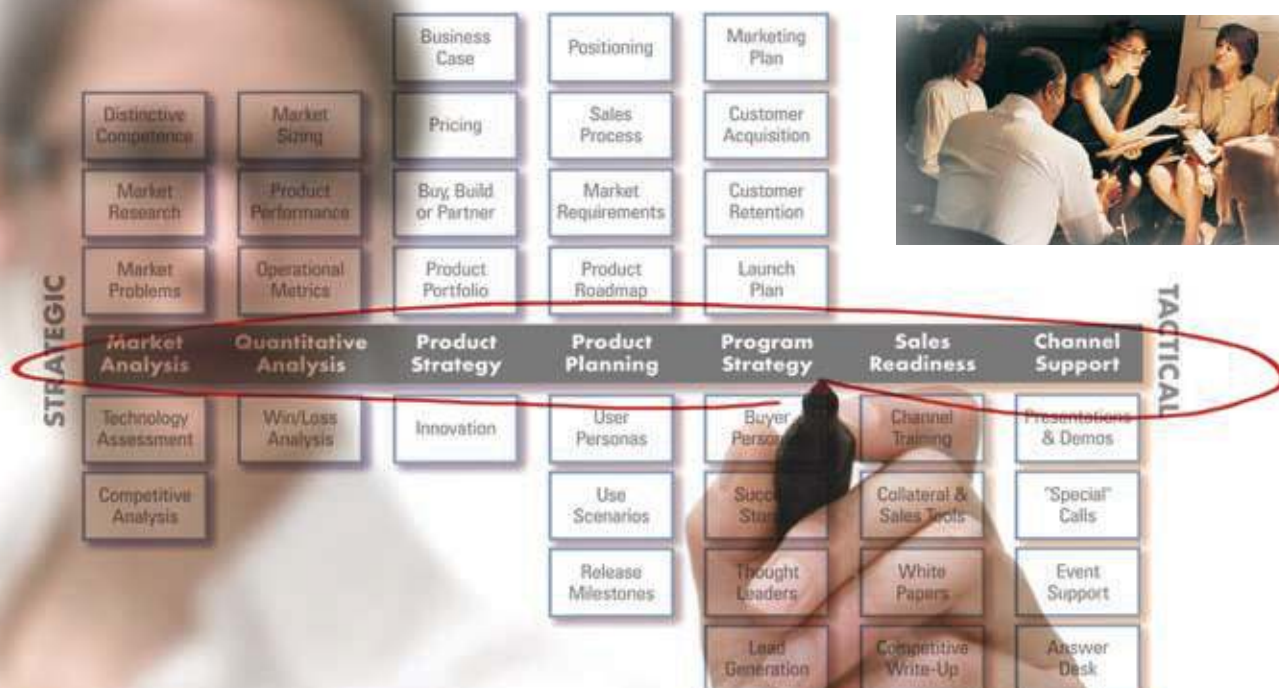 Business
Case
Positioning
Marketing
Plan
Distinctive
Competence
Market
Sizing
Pricing
Sales
Process
Customer
Acquisition
Market
Research
Product
Performance
Buy, Build
or Partner
Market
Requirements
Customer
Retention
Market
Problems
Operational
Metrics
Product
Portfolio
Product
Roadmap
Launch
Plan
STRATEGIC
Market
Analysis
Quantitative
Analysis
Product
Strategy
Product
Planning
Program
Strategy
Sales
Readiness
Channel
Support
TACTICAL
Technology
Assessment
Win/Loss
Analysis
Innovation
User
Personas
Buyer
Channel
Training
Presentations
& Demos
Competitive
Analysis
Use
Scenarios
Collateral &
Sales Tools
"Special"
Calls
Release
Milestones
Thought
Leaders
White
Papers
Event
Support
Lead
Generation
Competitive
Write-Up
Answer
Desk